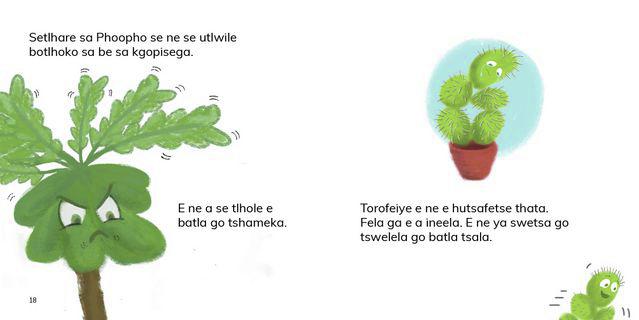 Setlhare sa Phoopho se ne se utlwile
botlhoko sa be sa kgopisega.
E ne a se tlhole e
batla go tshameka.
18
Torofeiye e ne e hutsafetse thata.
Fela ga e a ineela. E ne ya swetsa go
tswelela go batla tsala.